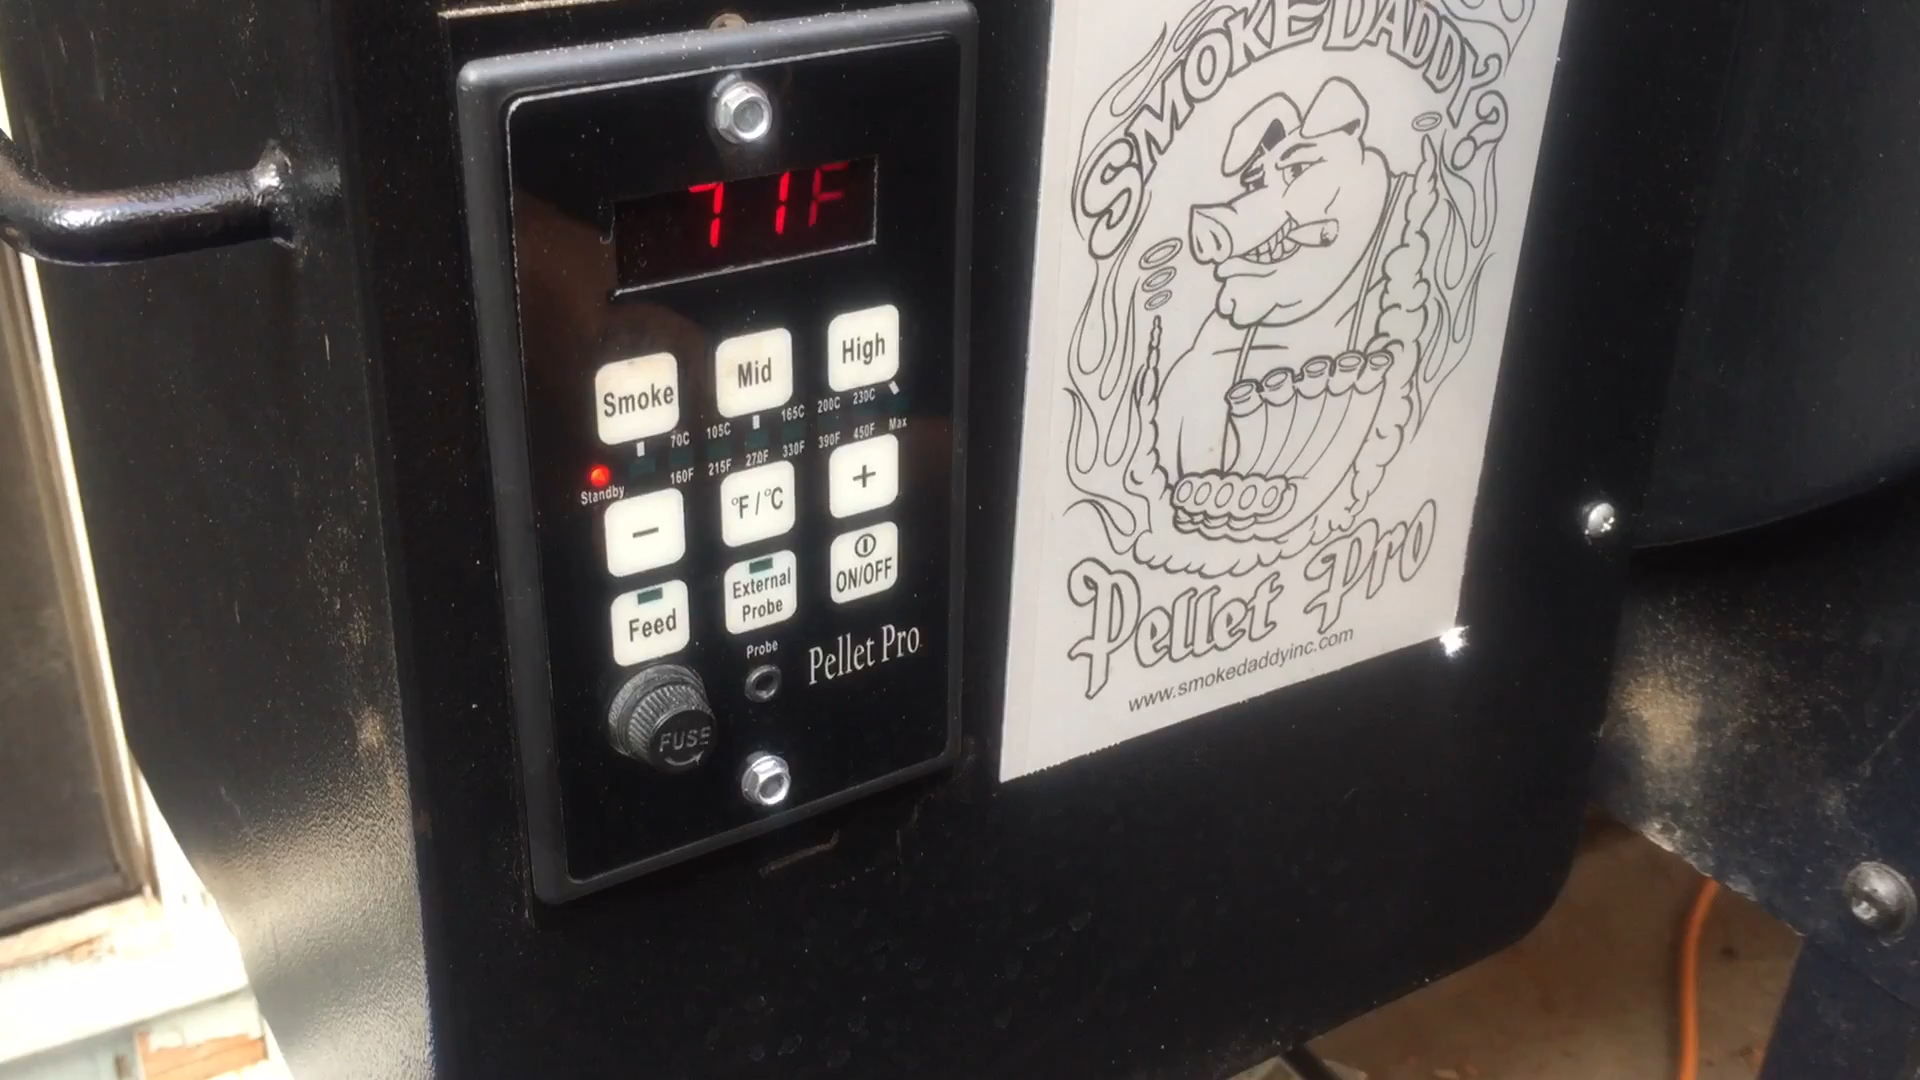 71F
Smoke Mid High
70C 105C 165C 200C 230C
160F 215F 270F 330F 390F 450F Max
Standby
− °F/°C +
Feed External Probe ON/OFF
Probe
Pellet Pro
FUSE
SMOKE DADDY?
Pellet Pro
www.smokedaddyinc.com